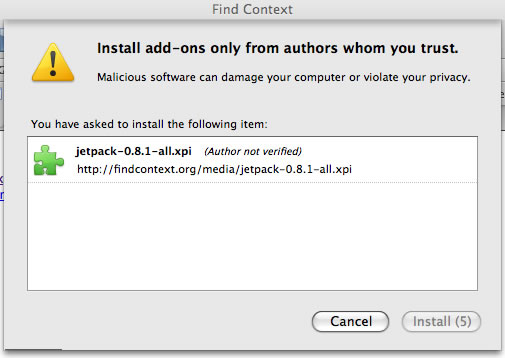 Find Context
Install add-ons only from authors whom you trust.
Malicious software can damage your computer or violate your privacy.
You have asked to install the following item:
jetpack-0.8.1-all.xpi (Author not verified)
http://findcontext.org/media/jetpack-0.8.1-all.xpi
Cancel Install (5)